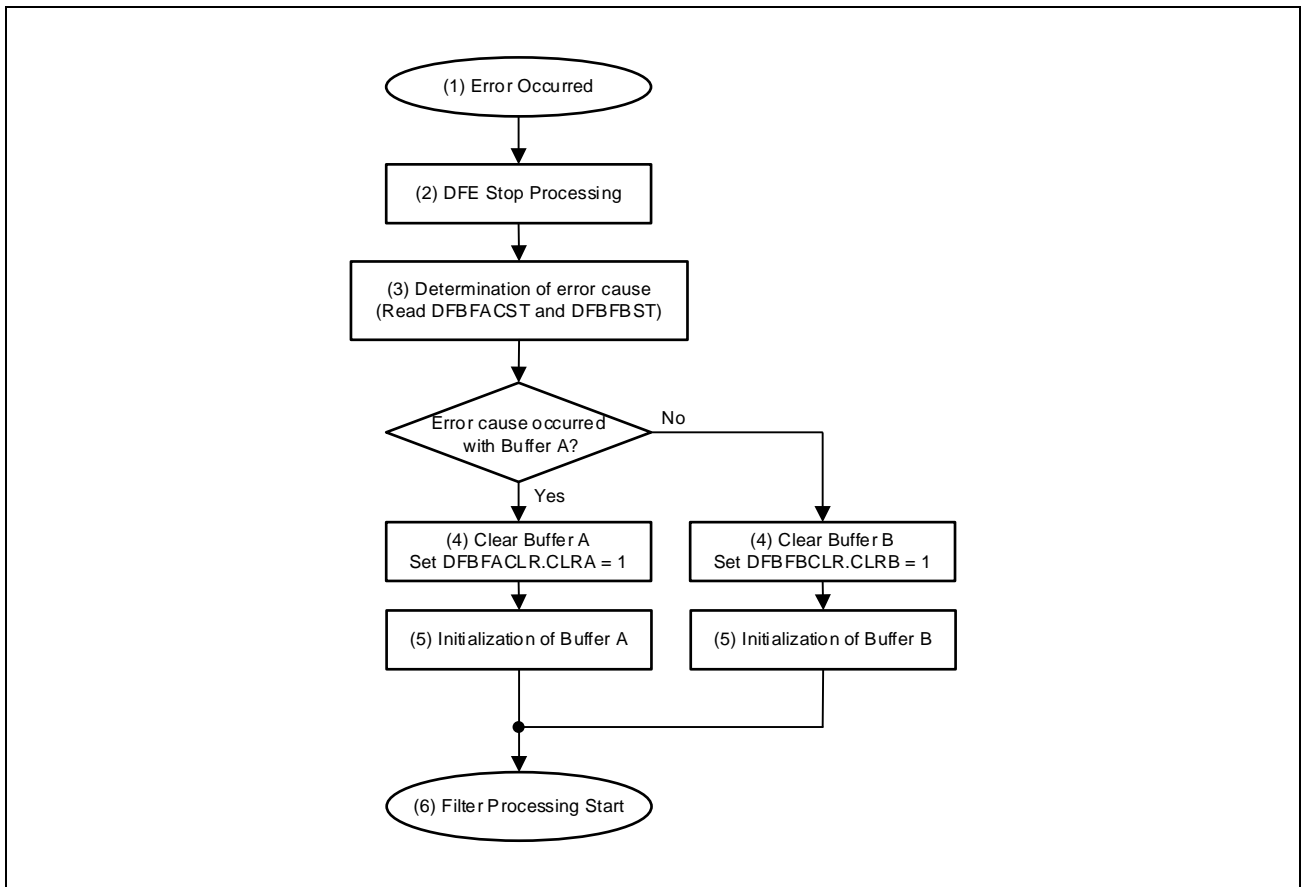 (1) Error Occurred
(2) DFE Stop Processing
(3) Determination of error cause
(Read DFBFACST and DFBFBST)
Error cause occurred
with Buffer A?
No
Yes
(4) Clear Buffer A
Set DFBFACLR.CLRA = 1
(4) Clear Buffer B
Set DFBFBCLR.CLRB = 1
(5) Initialization of Buffer A
(5) Initialization of Buffer B
(6) Filter Processing Start